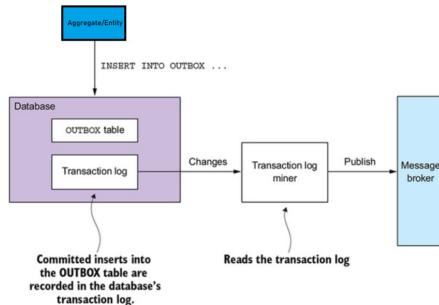 Aggregate/Entity
INSERT INTO OUTBOX ...
Database
OUTBOX table
Transaction log
Changes
Transaction log
miner
Publish
Message
broker
Committed inserts into
the OUTBOX table are
recorded in the database's
transaction log.
Reads the transaction log